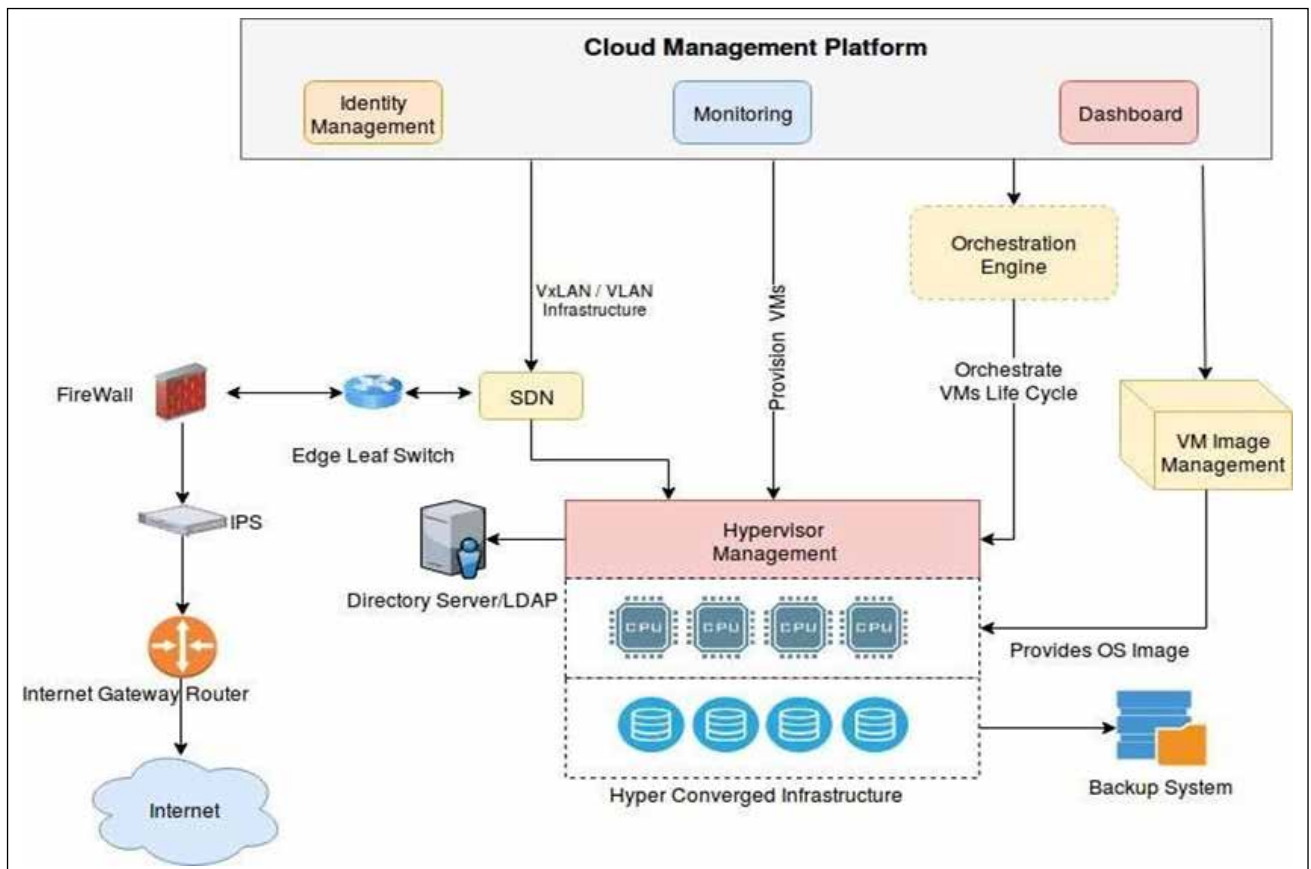 Cloud Management Platform
Identity
Management
Monitoring
Dashboard
Orchestration
Engine
VxLAN / VLAN
Infrastructure
Provision VMs
Orchestrate
VMs Life Cycle
FireWall
SDN
Edge Leaf Switch
VM Image
Management
IPS
Hypervisor
Management
Directory Server/LDAP
CPU
CPU
CPU
CPU
Provides OS Image
Internet Gateway Router
Hyper Converged Infrastructure
Backup System
Internet